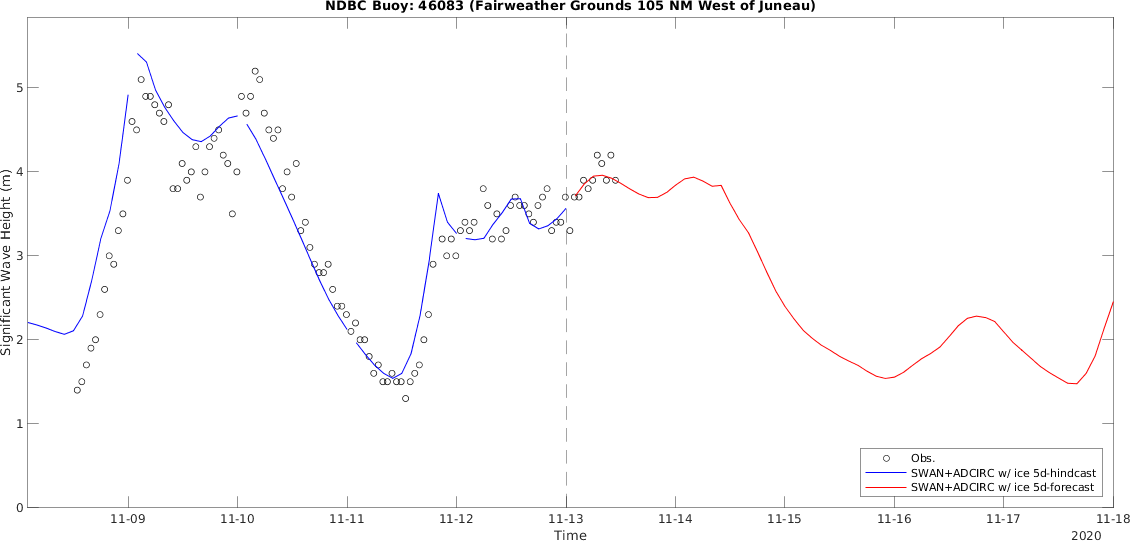 NDBC Buoy: 46083 (Fairweather Grounds 105 NM West of Juneau)
Significant Wave Height (m)
5
4
3
2
1
0
Obs.
SWAN+ADCIRC w/ ice 5d-hindcast
SWAN+ADCIRC w/ ice 5d-forecast
11-09 11-10 11-11 11-12 11-13 11-14 11-15 11-16 11-17 11-18
Time
2020